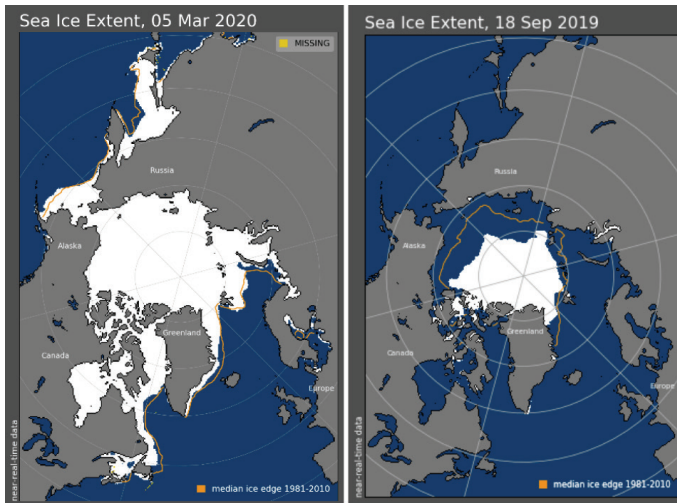 Sea Ice Extent, 05 Mar 2020
MISSING
Russia
Alaska
Greenland
Canada
Europe
near-real-time data
median ice edge 1981-2010
Sea Ice Extent, 18 Sep 2019
Russia
Alaska
Greenland
Canada
Europe
near-real-time data
median ice edge 1981-2010